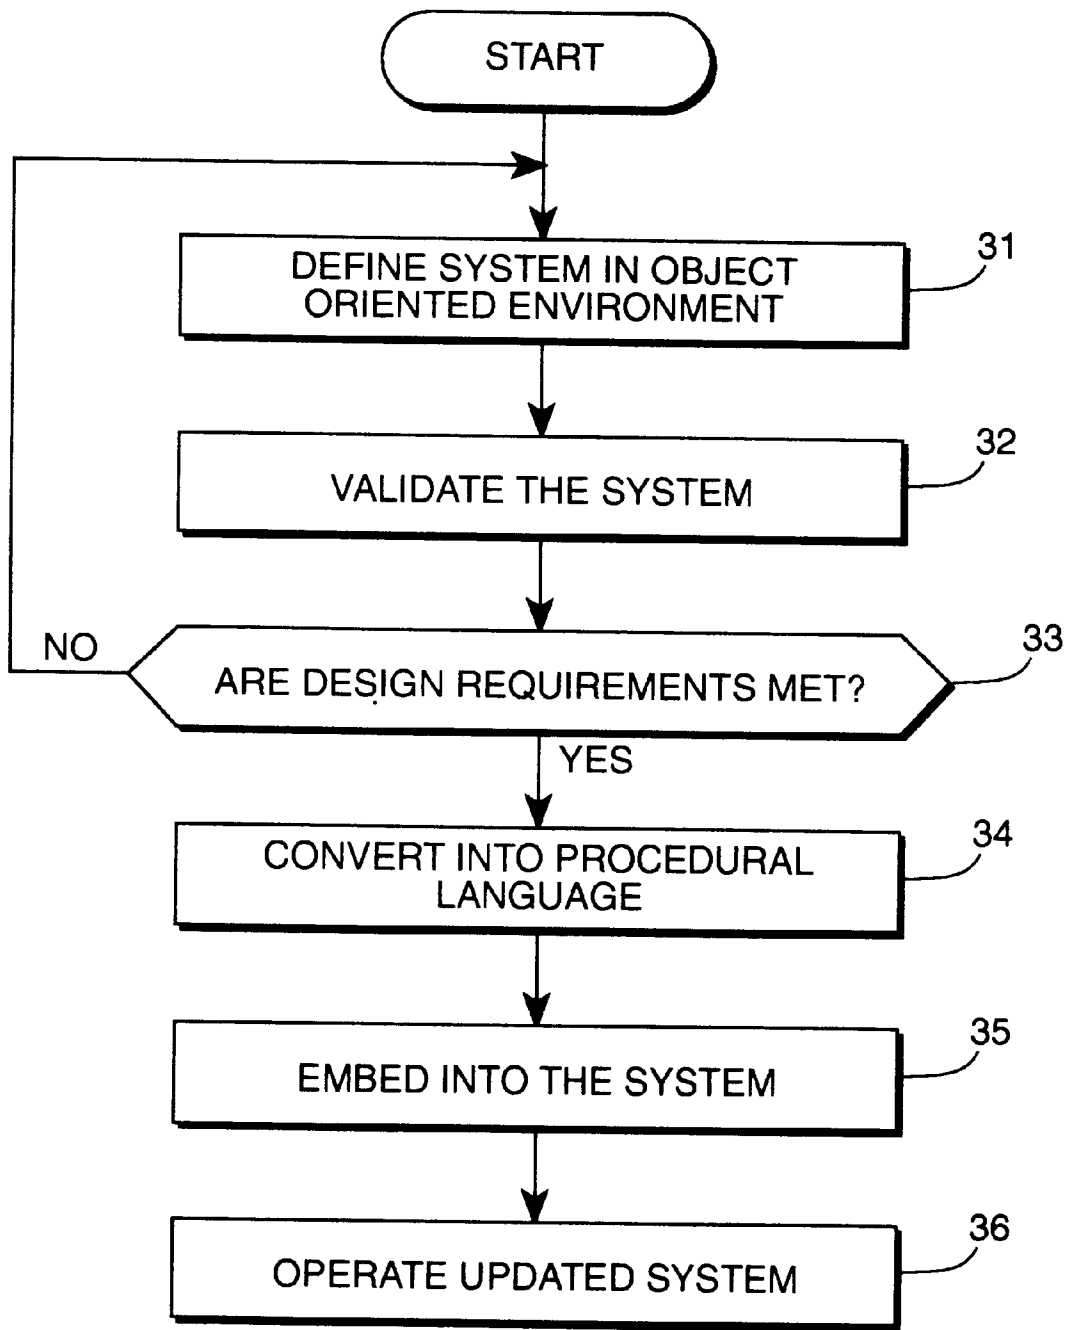 START
DEFINE SYSTEM IN OBJECT
ORIENTED ENVIRONMENT
31
VALIDATE THE SYSTEM
32
NO
ARE DESIGN REQUIREMENTS MET?
33
YES
CONVERT INTO PROCEDURAL
LANGUAGE
34
EMBED INTO THE SYSTEM
35
OPERATE UPDATED SYSTEM
36